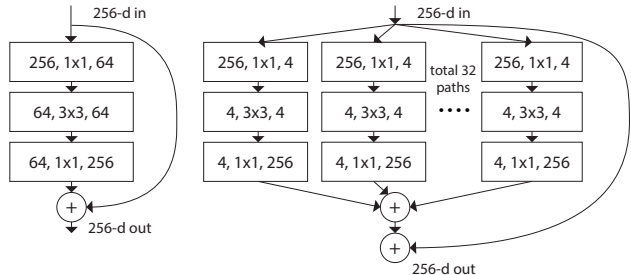 256-d in
256, 1x1, 64
64, 3x3, 64
64, 1x1, 256
+
256-d out
256-d in
256, 1x1, 4
256, 1x1, 4
total 32
paths
....
256, 1x1, 4
4, 3x3, 4
4, 3x3, 4
4, 3x3, 4
4, 1x1, 256
4, 1x1, 256
4, 1x1, 256
+
+
256-d out